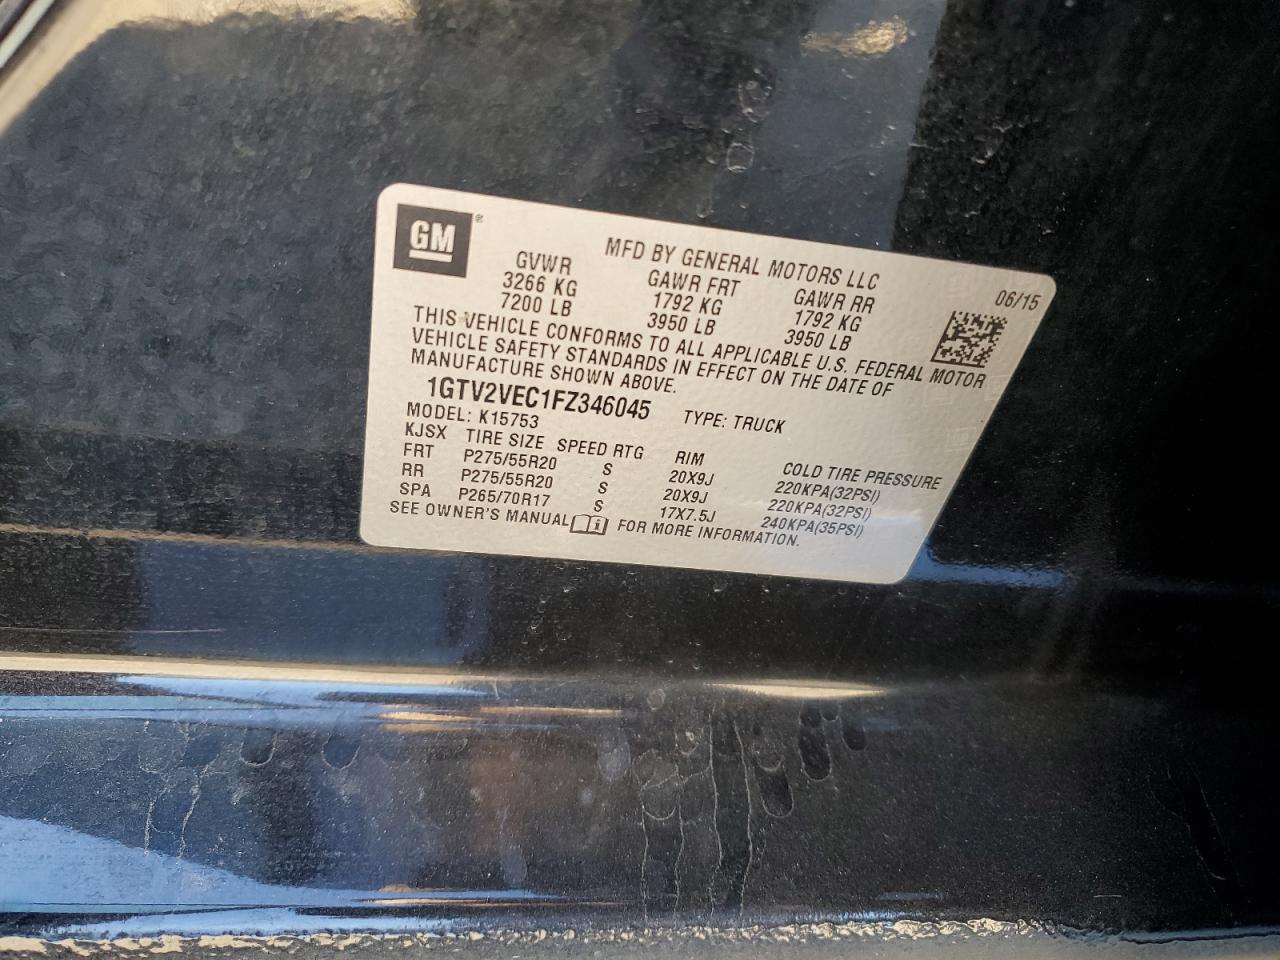 GM ®
MFD BY GENERAL MOTORS LLC
06/15
GVWR GAWR FRT GAWR RR
3266 KG 1792 KG 1792 KG
7200 LB 3950 LB 3950 LB
THIS VEHICLE CONFORMS TO ALL APPLICABLE U.S. FEDERAL MOTOR
VEHICLE SAFETY STANDARDS IN EFFECT ON THE DATE OF
MANUFACTURE SHOWN ABOVE.
1GTV2VEC1FZ346045 TYPE: TRUCK
MODEL: K15753
KJSX TIRE SIZE SPEED RTG RIM COLD TIRE PRESSURE
FRT P275/55R20 S 20X9J 220KPA(32PSI)
RR P275/55R20 S 20X9J 220KPA(32PSI)
SPA P265/70R17 S 17X7.5J 240KPA(35PSI)
SEE OWNER'S MANUAL FOR MORE INFORMATION.